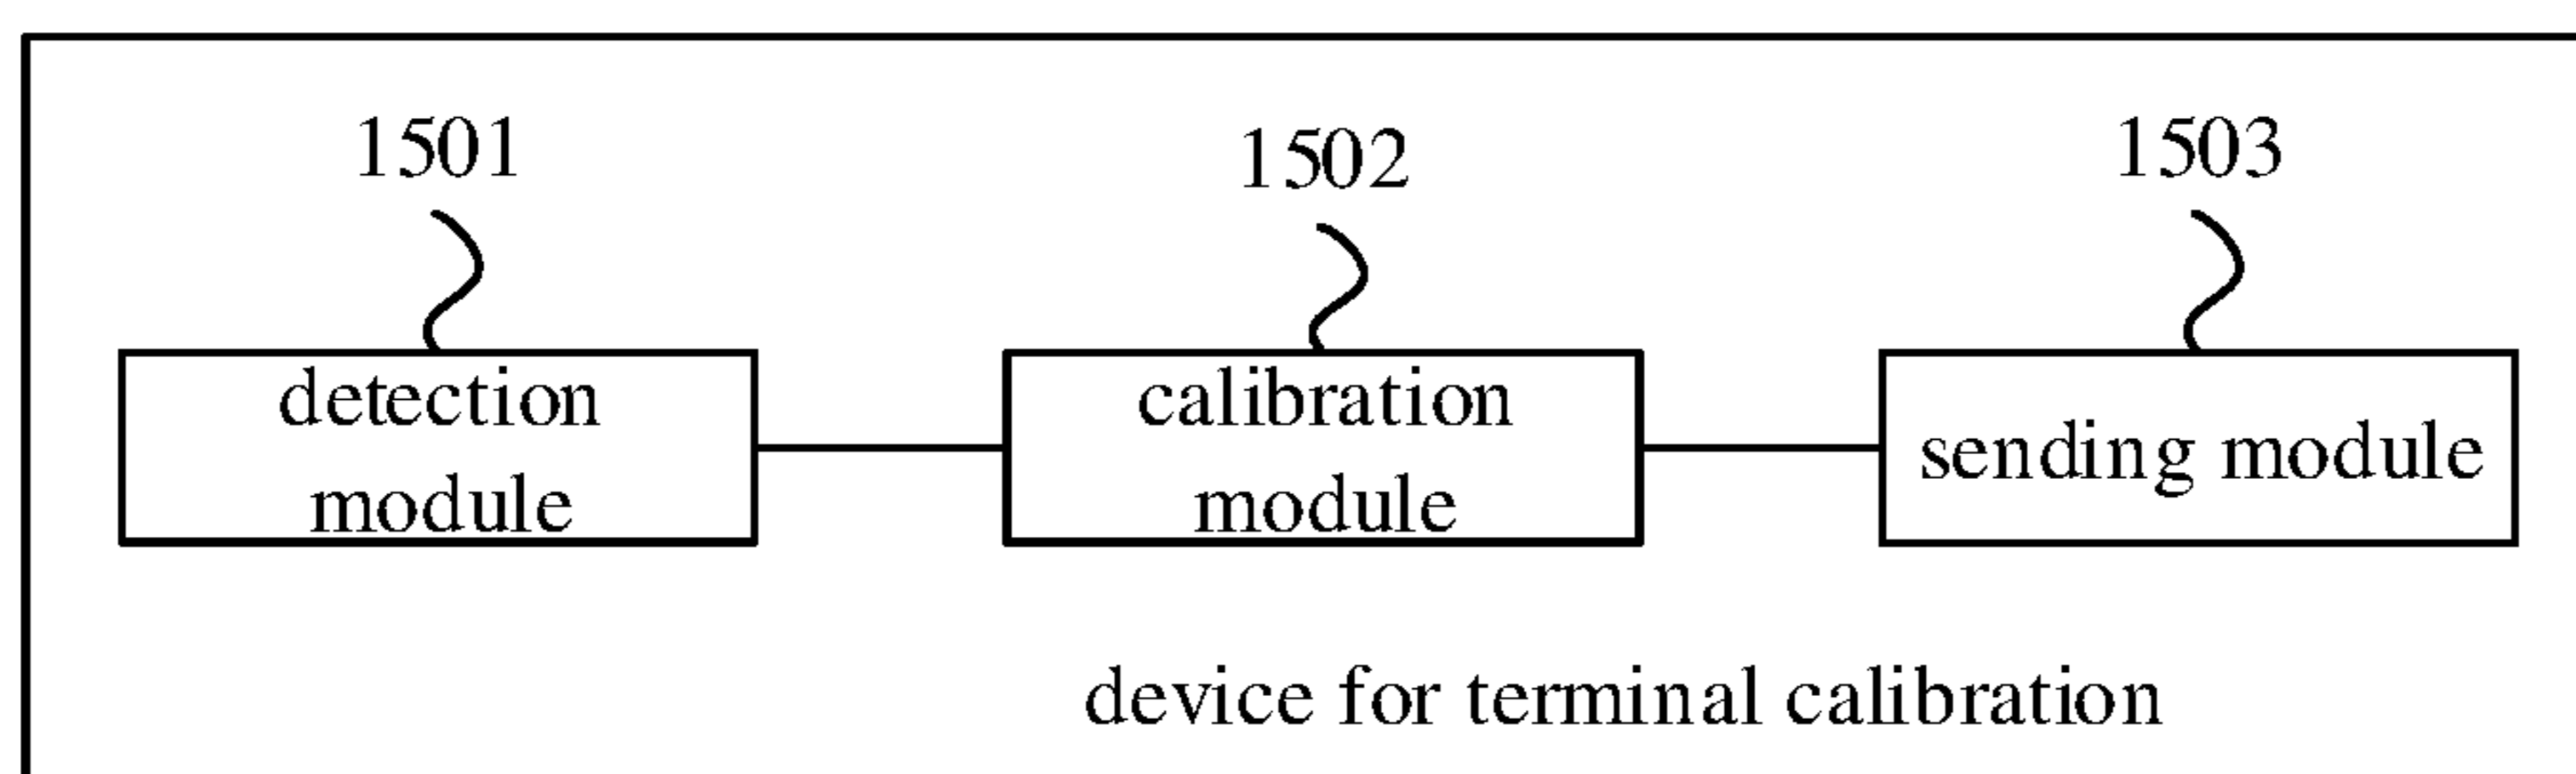 1501
1502
1503
detection
module
calibration
module
sending module
device for terminal calibration